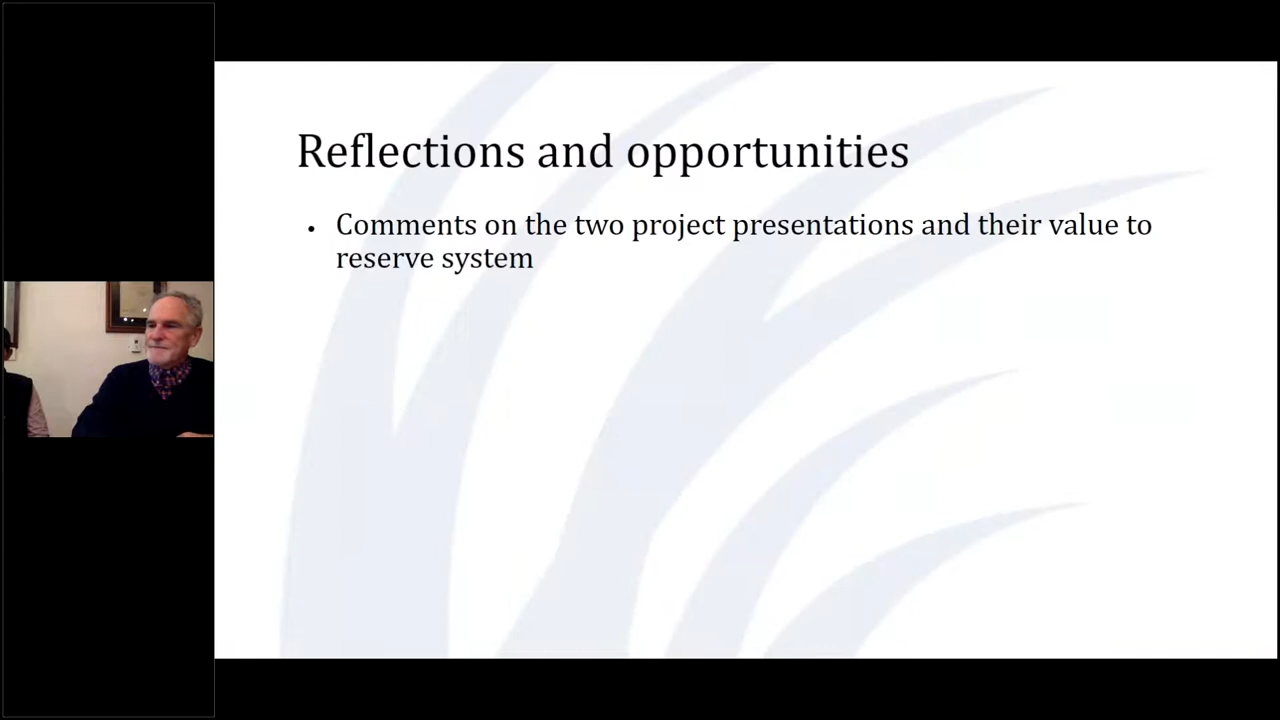 Reflections and opportunities
• Comments on the two project presentations and their value to
reserve system